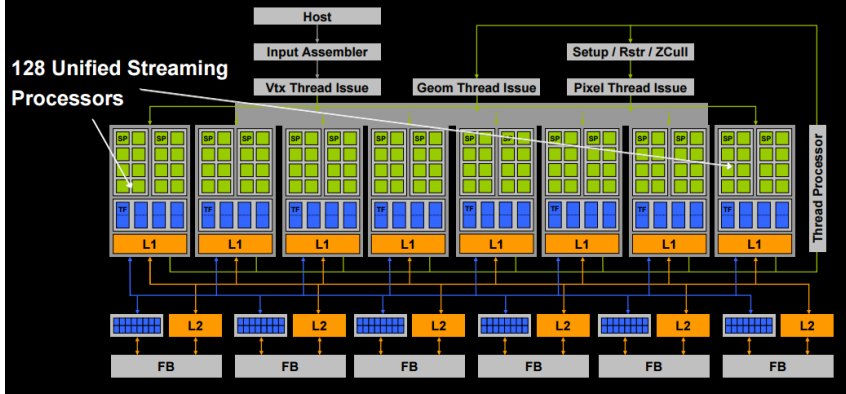 Host
Input Assembler
Setup / Rstr / ZCull
128 Unified Streaming
Processors
Vtx Thread Issue
Geom Thread Issue
Pixel Thread Issue
SP SP SP SP SP SP SP SP SP SP SP SP SP SP SP SP
Thread Processor
TF TF TF TF TF TF TF TF
L1 L1 L1 L1 L1 L1 L1 L1
L2 L2 L2 L2 L2 L2
FB FB FB FB FB FB